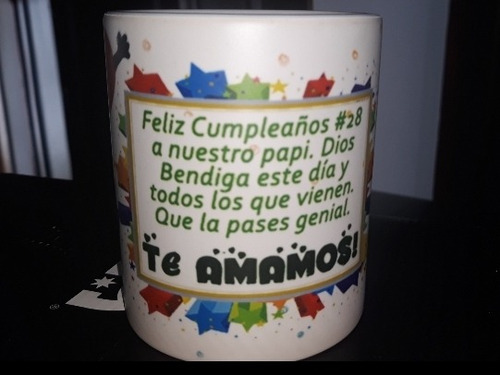 Feliz Cumpleaños #28
a nuestro papi. Dios
Bendiga este día y
todos los que vienen.
Que la pases genial.
Te AMAMOS!